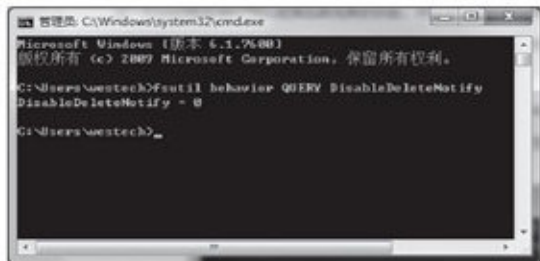 管理员: C:\Windows\system32\cmd.exe
Microsoft Windows [版本 6.1.7600]
版权所有 (c) 2009 Microsoft Corporation。保留所有权利。
C:\Users\westech>fsutil behavior QUERY DisableDeleteNotify
DisableDeleteNotify = 0
C:\Users\westech>_